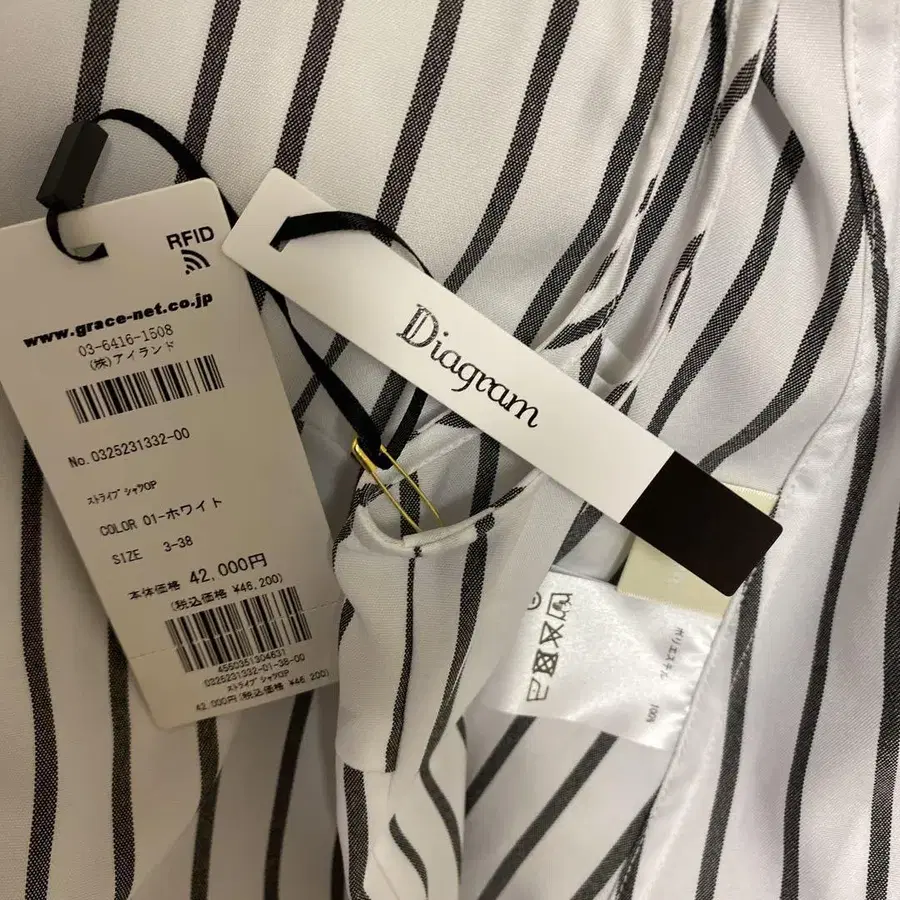 RFID
www.grace-net.co.jp
03-6416-1508
(株)アイランド
No.0325231332-00
ストライプ シャツOP
COLOR 01-ホワイト
SIZE 3-38
本体価格 42,000円
(税込価格 ¥46,200)
4550351304631
0325231332-01-38-00
ストライプ シャツOP
42,000円(税込価格 ¥46,200)
Diagram
ポリエステル 100%